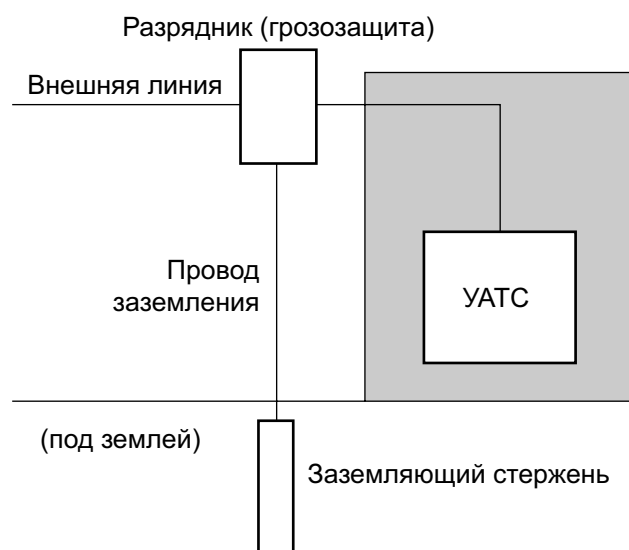 Разрядник (грозозащита)
Внешняя линия
Провод
заземления
УАТС
(под землей)
Заземляющий стержень